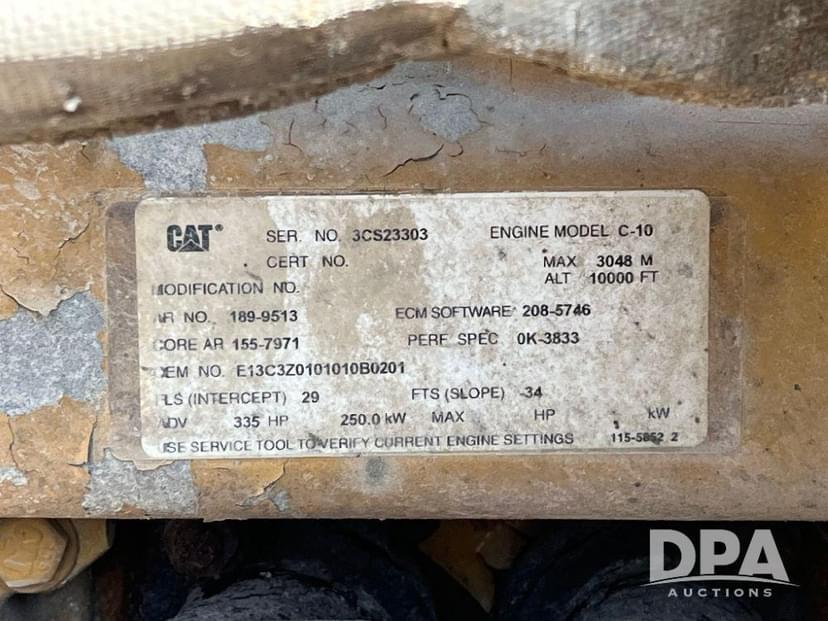 CAT® SER. NO. 3CS23303 ENGINE MODEL C-10
CERT NO. MAX 3048 M
ALT 10000 FT
MODIFICATION NO.
AR NO. 189-9513 ECM SOFTWARE 208-5746
CORE AR 155-7971 PERF SPEC 0K-3833
OEM NO. E13C3Z0101010B0201
FLS (INTERCEPT) 29 FTS (SLOPE) -34
ADV 335 HP 250.0 kW MAX HP kW
USE SERVICE TOOL TO VERIFY CURRENT ENGINE SETTINGS 115-5852 2
DPA
AUCTIONS